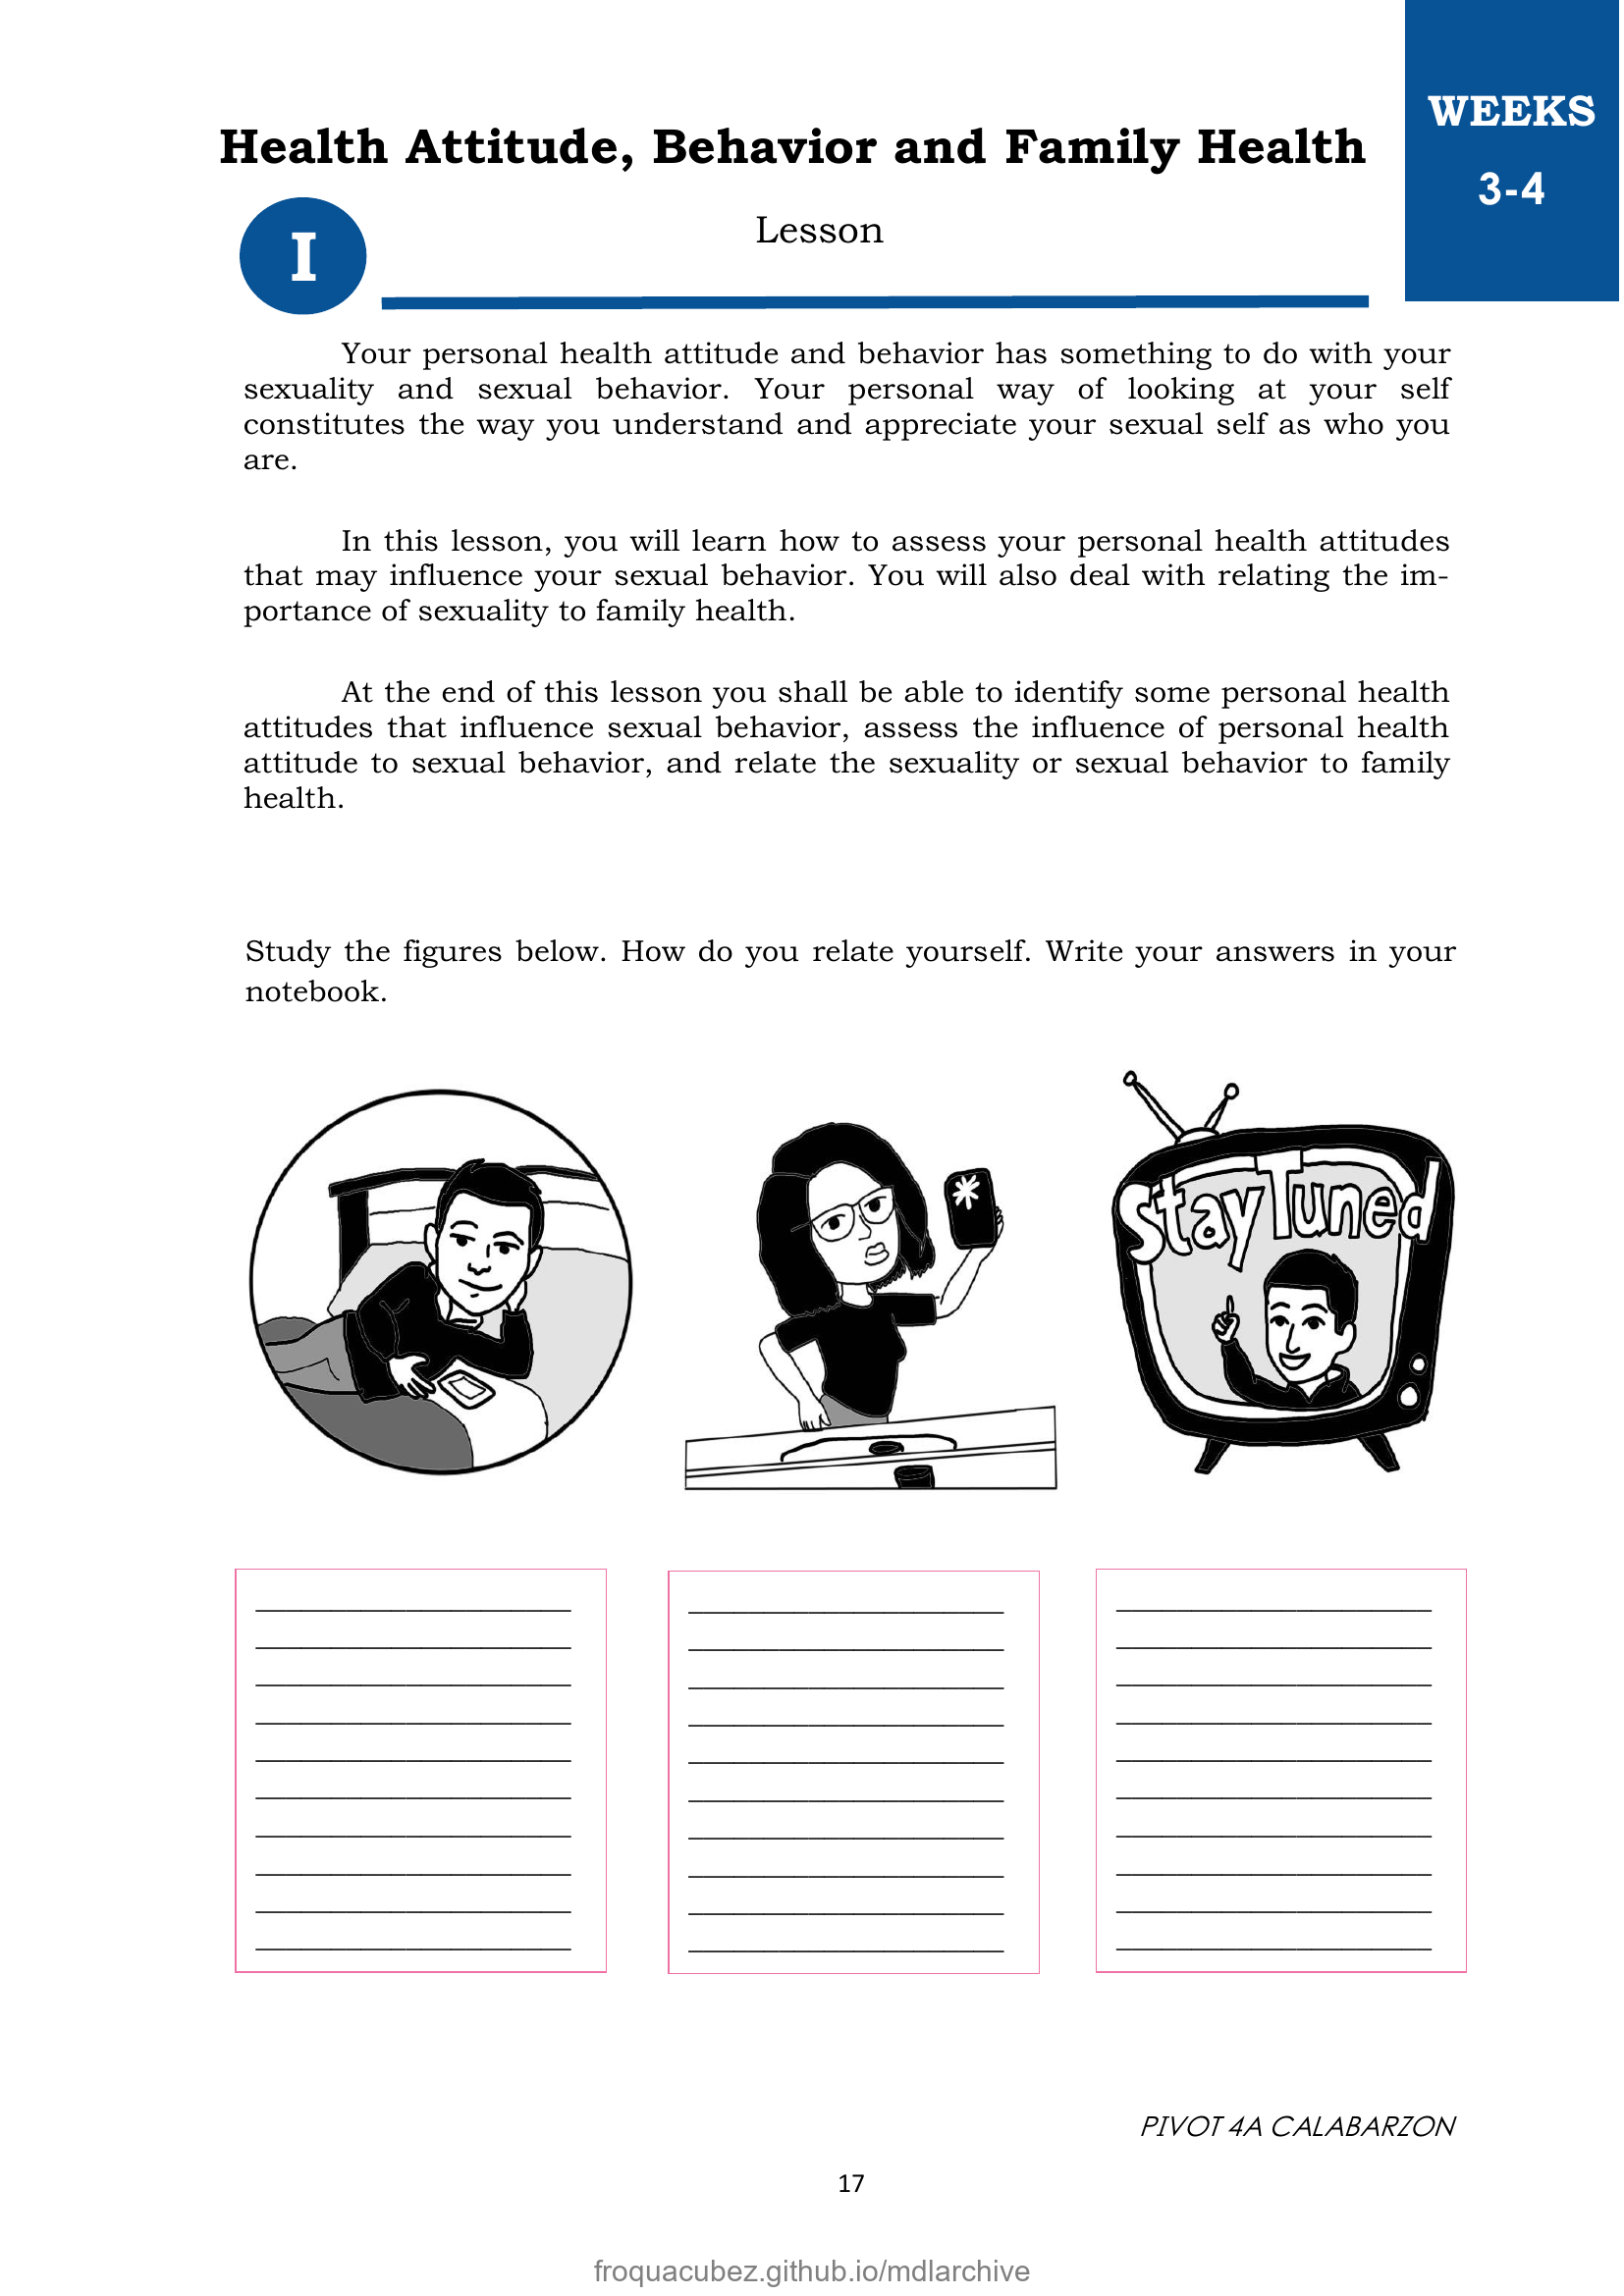 WEEKS
3-4
Health Attitude, Behavior and Family Health
I
Lesson
Your personal health attitude and behavior has something to do with your
sexuality and sexual behavior. Your personal way of looking at your self
constitutes the way you understand and appreciate your sexual self as who you
are.
In this lesson, you will learn how to assess your personal health attitudes
that may influence your sexual behavior. You will also deal with relating the im-
portance of sexuality to family health.
At the end of this lesson you shall be able to identify some personal health
attitudes that influence sexual behavior, assess the influence of personal health
attitude to sexual behavior, and relate the sexuality or sexual behavior to family
health.
Study the figures below. How do you relate yourself. Write your answers in your
notebook.
Stay Tuned
PIVOT 4A CALABARZON
17
froquacubez.github.io/mdlarchive